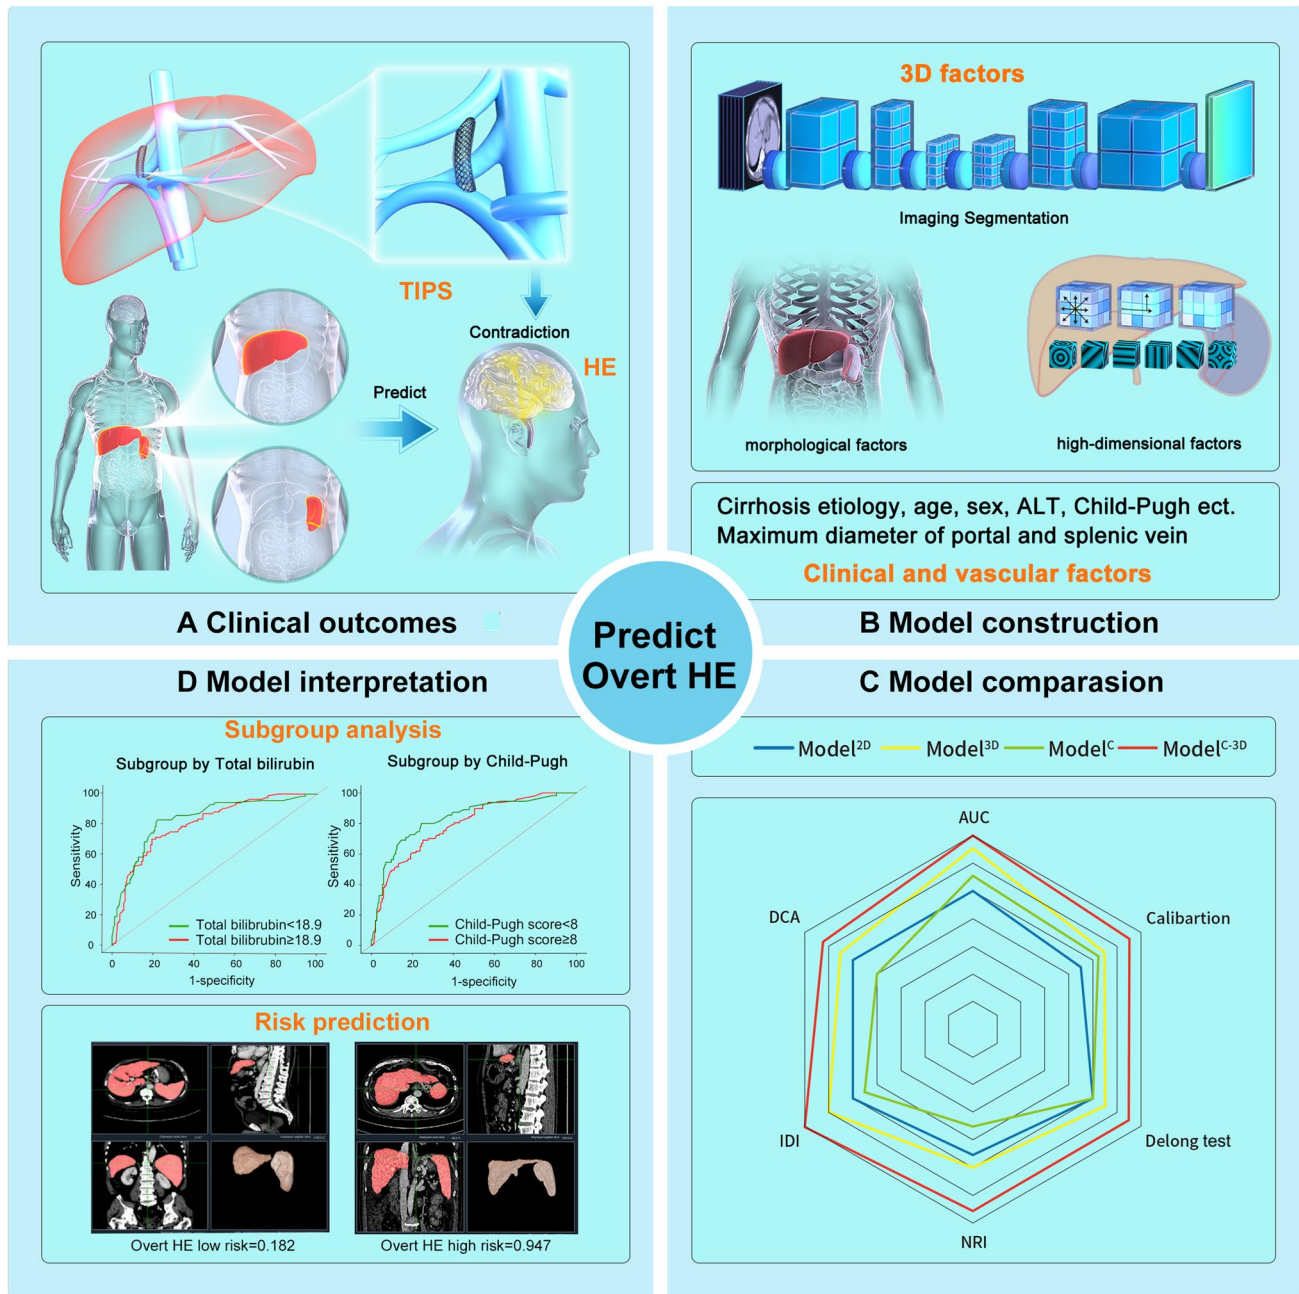 TIPS
Contradiction
HE
Predict
A Clinical outcomes
3D factors
Imaging Segmentation
morphological factors
high-dimensional factors
Cirrhosis etiology, age, sex, ALT, Child-Pugh ect.
Maximum diameter of portal and splenic vein
Clinical and vascular factors
B Model construction
Predict
Overt HE
D Model interpretation
Subgroup analysis
Subgroup by Total bilirubin
Sensitivity
100
80
60
40
20
0
Total bilibrubin<18.9
Total bilibrubin≥18.9
0 20 40 60 80 100
1-specificity
Subgroup by Child-Pugh
Sensitivity
100
80
60
40
20
0
Child-Pugh score<8
Child-Pugh score≥8
0 20 40 60 80 100
1-specificity
Risk prediction
Overt HE low risk=0.182
Overt HE high risk=0.947
C Model comparasion
Model2D
Model3D
ModelC
ModelC-3D
AUC
DCA
Calibartion
IDI
Delong test
NRI